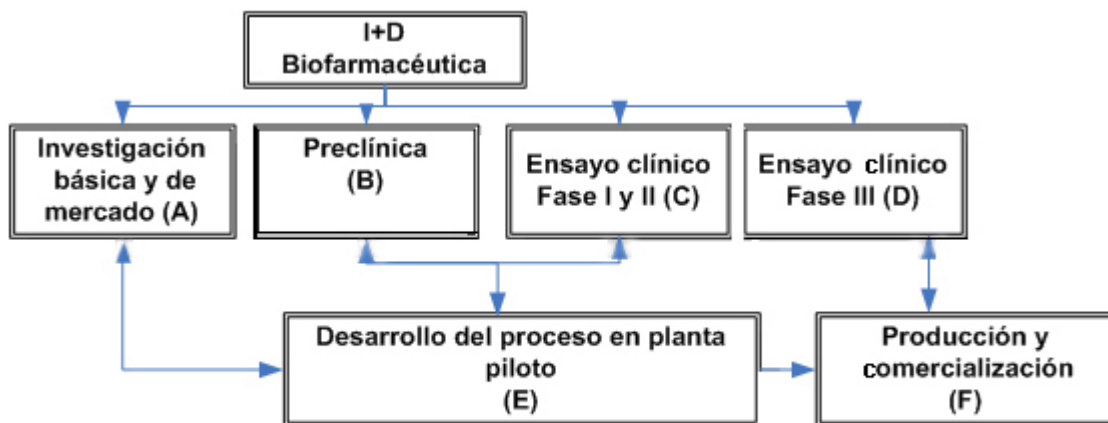 I+D
Biofarmacéutica
Investigación
básica y de
mercado (A)
Preclínica
(B)
Ensayo clínico
Fase I y II (C)
Ensayo clínico
Fase III (D)
Desarrollo del proceso en planta
piloto
(E)
Producción y
comercialización
(F)